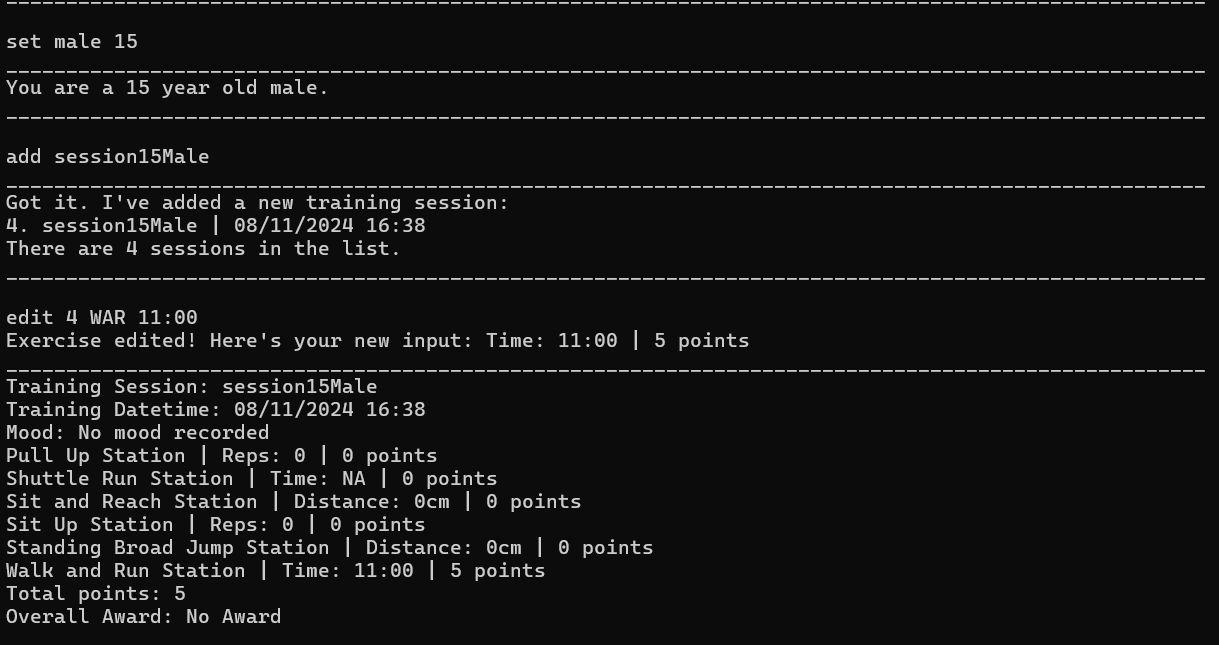 set male 15
You are a 15 year old male.
add session15Male
Got it. I've added a new training session:
4. session15Male | 08/11/2024 16:38
There are 4 sessions in the list.
edit 4 WAR 11:00
Exercise edited! Here's your new input: Time: 11:00 | 5 points
Training Session: session15Male
Training Datetime: 08/11/2024 16:38
Mood: No mood recorded
Pull Up Station | Reps: 0 | 0 points
Shuttle Run Station | Time: NA | 0 points
Sit and Reach Station | Distance: 0cm | 0 points
Sit Up Station | Reps: 0 | 0 points
Standing Broad Jump Station | Distance: 0cm | 0 points
Walk and Run Station | Time: 11:00 | 5 points
Total points: 5
Overall Award: No Award